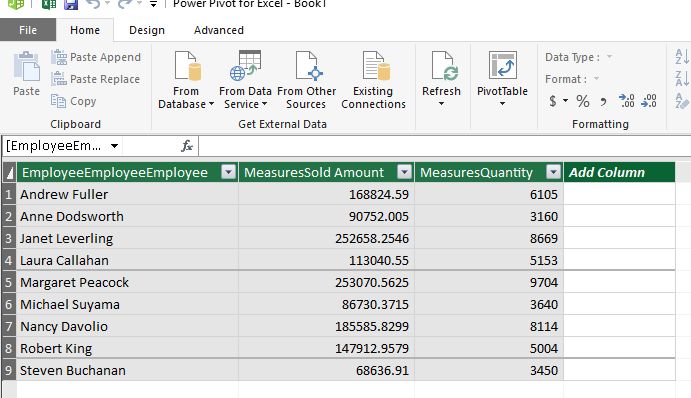 Power Pivot for Excel - Book1
File Home Design Advanced
Paste
Paste Append
Paste Replace
Copy
Clipboard
From Database
From Data Service
From Other Sources
Existing Connections
Get External Data
Refresh
PivotTable
Data Type :
Format :
$ % ,
.00
.00
Formatting
[EmployeeEm... fx
EmployeeEmployeeEmployee MeasuresSold Amount MeasuresQuantity Add Column
1 Andrew Fuller 168824.59 6105
2 Anne Dodsworth 90752.005 3160
3 Janet Leverling 252658.2546 8669
4 Laura Callahan 113040.55 5153
5 Margaret Peacock 253070.5625 9704
6 Michael Suyama 86730.3715 3640
7 Nancy Davolio 185585.8299 8114
8 Robert King 147912.9579 5004
9 Steven Buchanan 68636.91 3450